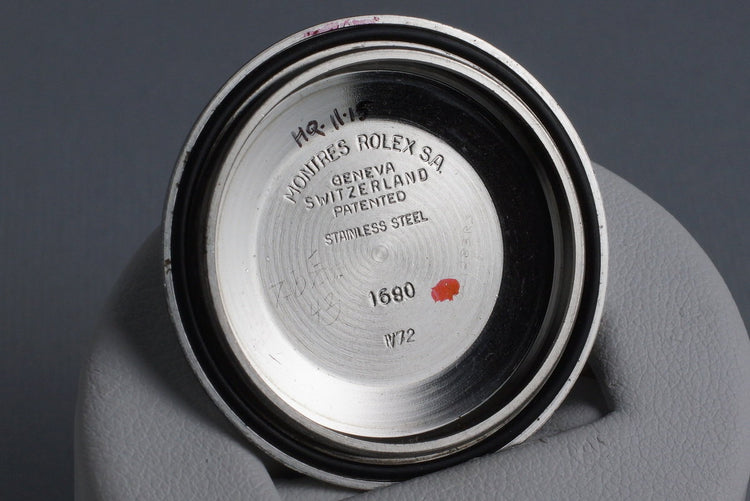 HQ-11-15
MONTRES ROLEX S.A.
GENEVA
SWITZERLAND
PATENTED
STAINLESS STEEL
1680
IV72